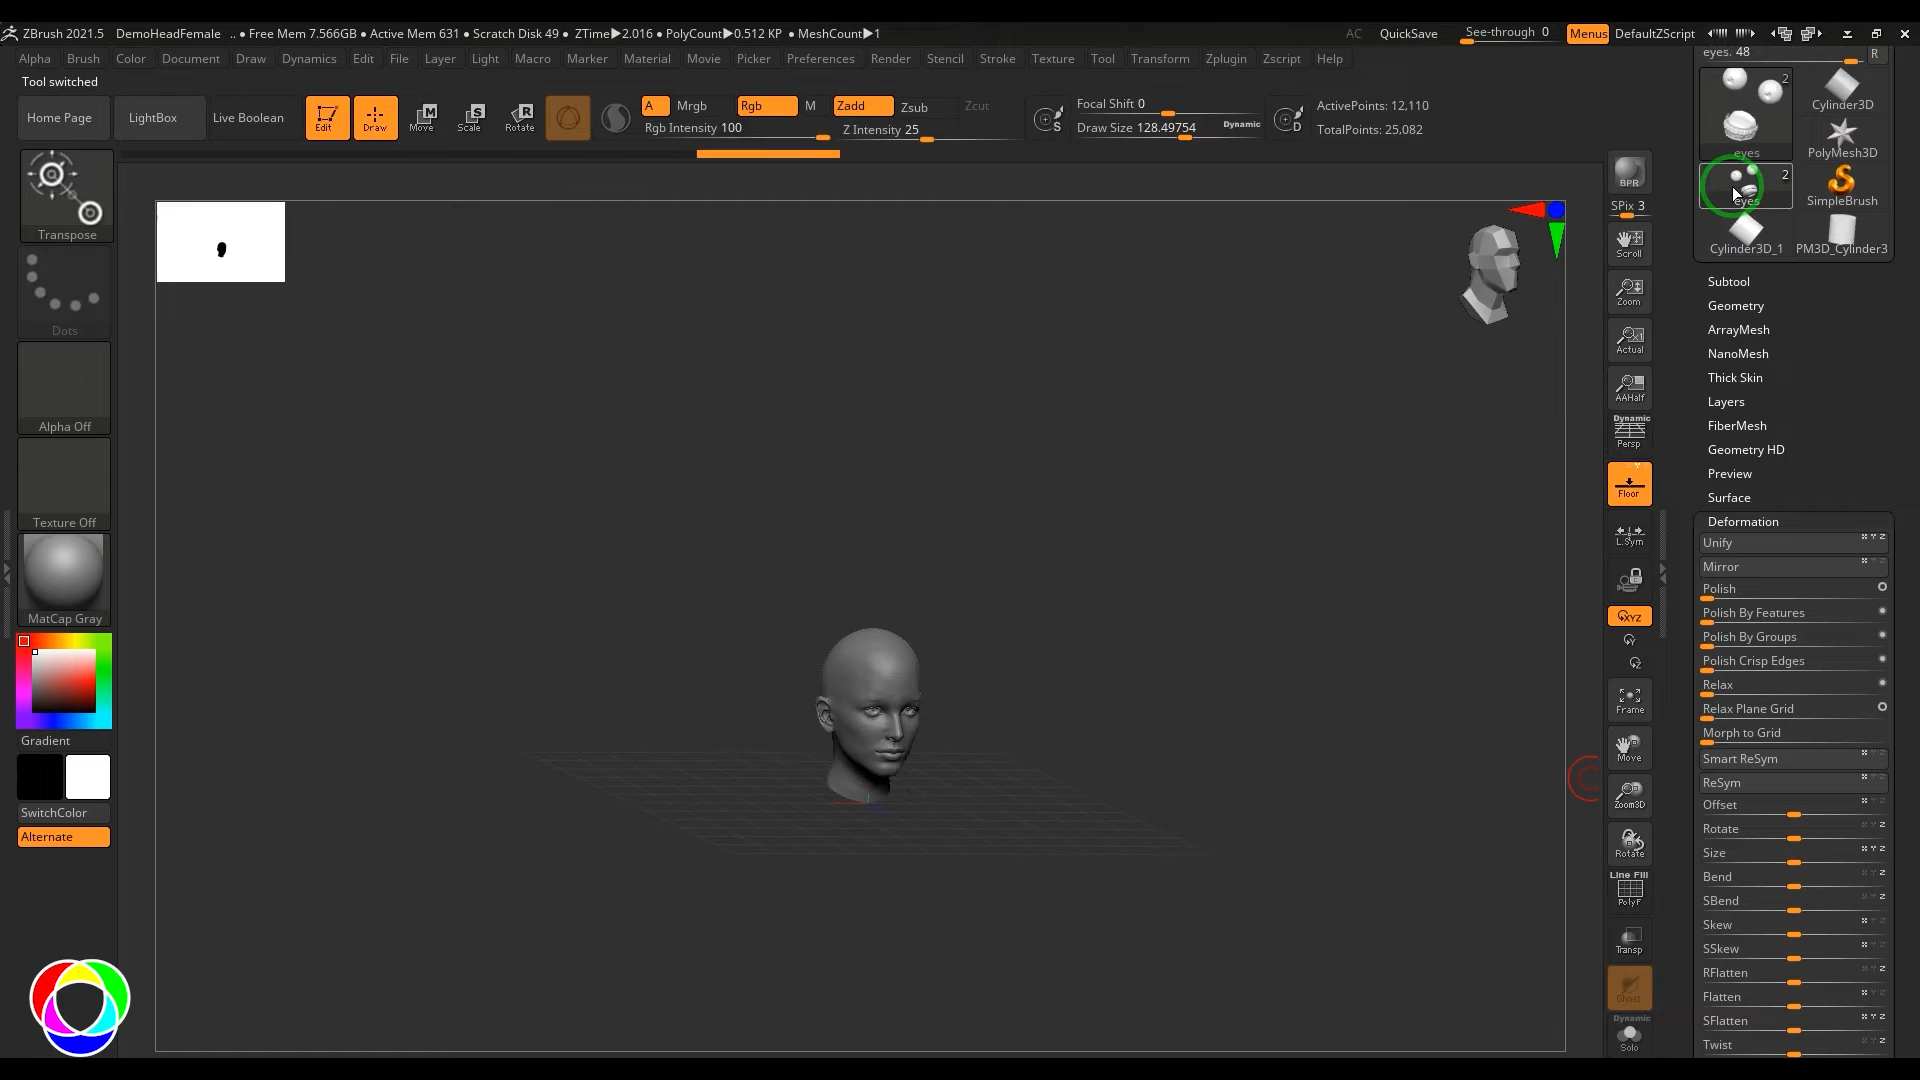 ZBrush 2021.5 DemoHeadFemale .. • Free Mem 7.566GB • Active Mem 631 • Scratch Disk 49 • ZTime▶2.016 • PolyCount▶0.512 KP • MeshCount▶1 AC QuickSave See-through 0 Menus DefaultZScript
Alpha Brush Color Document Draw Dynamics Edit File Layer Light Macro Marker Material Movie Picker Preferences Render Stencil Stroke Texture Tool Transform Zplugin Zscript Help
Tool switched
Home Page LightBox Live Boolean Edit Draw Move Scale Rotate
A Mrgb Rgb M Zadd Zsub Zcut
Rgb Intensity 100 Z Intensity 25
S Focal Shift 0
Draw Size 128.49754 Dynamic D
ActivePoints: 12,110
TotalPoints: 25,082
Transpose
Dots
Alpha Off
Texture Off
MatCap Gray
Gradient
SwitchColor
Alternate
BPR
SPix 3
Scroll
Zoom
Actual
AAHalf
Dynamic
Persp
Floor
L.Sym
XYZ
Y
Z
Frame
Move
Zoom3D
Rotate
Line Fill
PolyF
Transp
Ghost
Dynamic
Solo
eyes. 48 R
2
eyes
Cylinder3D
PolyMesh3D
2
eyes
SimpleBrush
Cylinder3D_1
PM3D_Cylinder3
Subtool
Geometry
ArrayMesh
NanoMesh
Thick Skin
Layers
FiberMesh
Geometry HD
Preview
Surface
Deformation
Unify
Mirror
Polish
Polish By Features
Polish By Groups
Polish Crisp Edges
Relax
Relax Plane Grid
Morph to Grid
Smart ReSym
ReSym
Offset
Rotate
Size
Bend
SBend
Skew
SSkew
RFlatten
Flatten
SFlatten
Twist